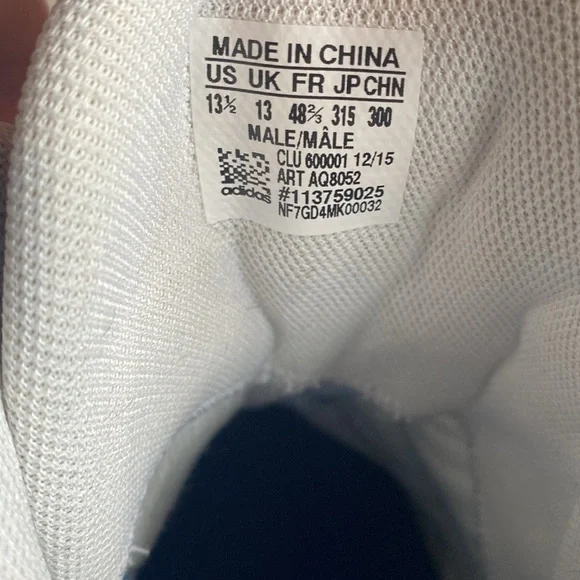 MADE IN CHINA
US UK FR JP CHN
13½ 13 48⅔ 315 300
MALE/MÂLE
CLU 600001 12/15
ART AQ8052
adidas #113759025
NF7GD4MK00032